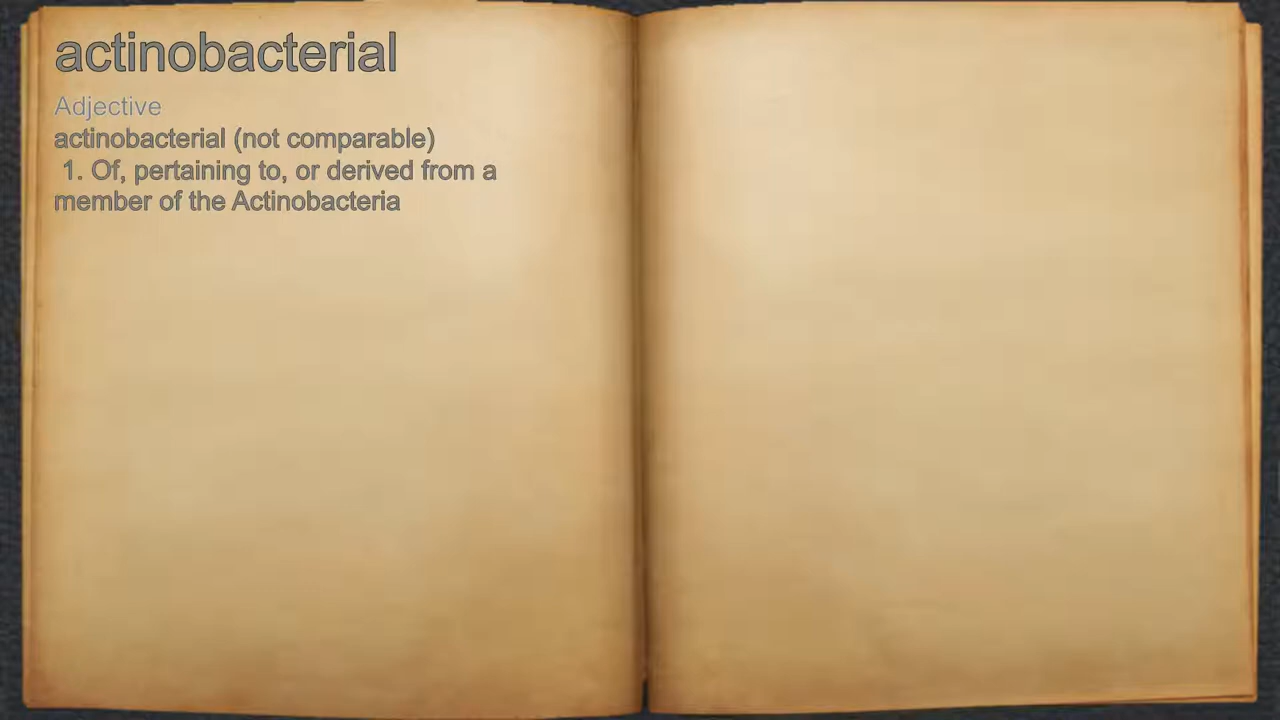 actinobacterial
Adjective
actinobacterial (not comparable)
1. Of, pertaining to, or derived from a
member of the Actinobacteria